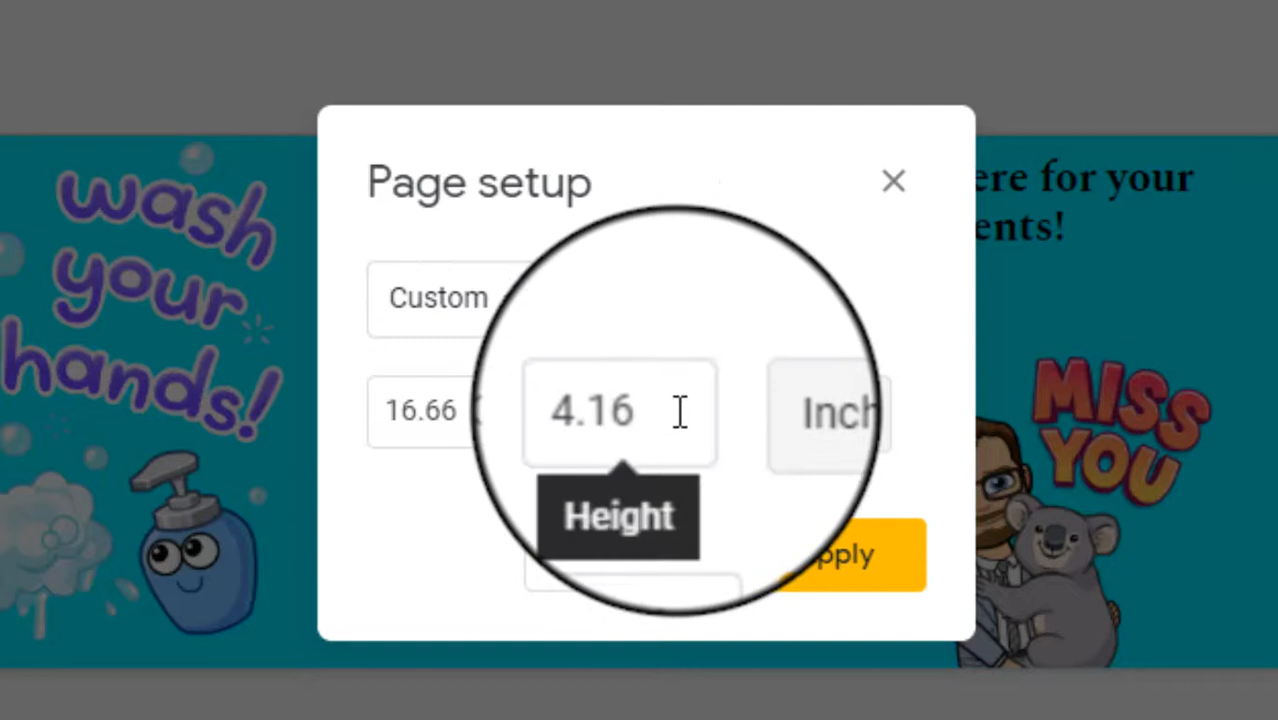 wash
your
hands!
Page setup
ere for your
ents!
Custom
16.66
4.16
Inch
Height
pply
MISS
YOU